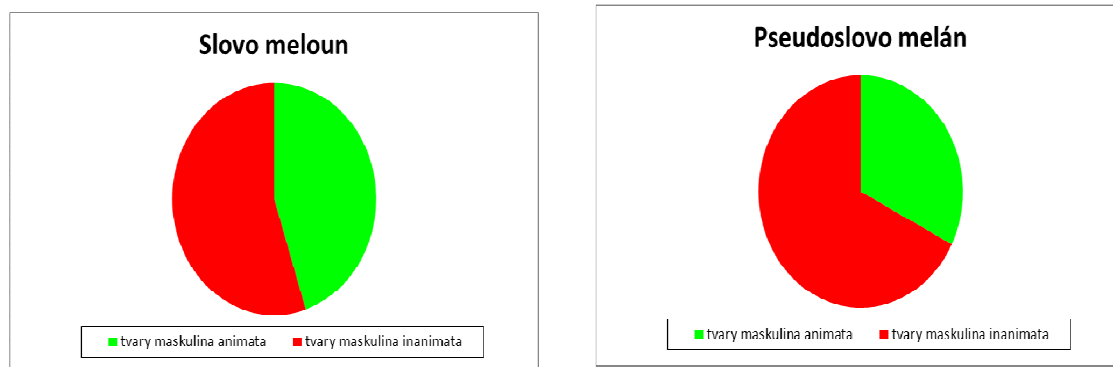 Slovo meloun
tvary maskulina animata tvary maskulina inanimata
Pseudoslovo melán
tvary maskulina animata tvary maskulina inanimata